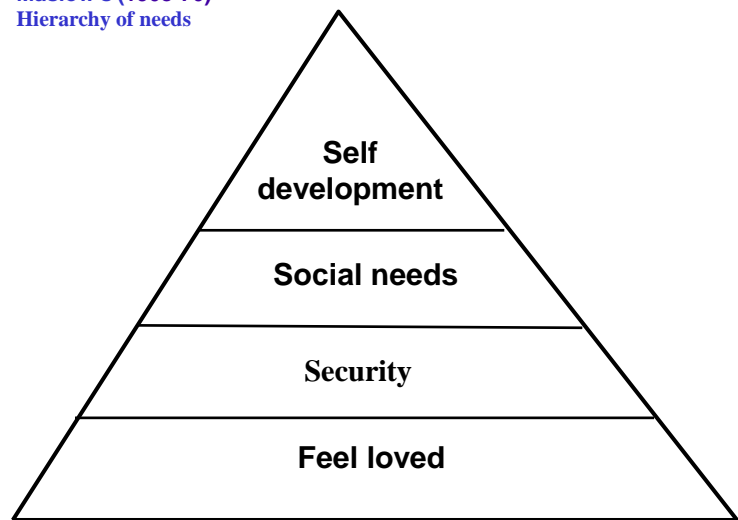 Hierarchy of needs
Self
development
Social needs
Security
Feel loved